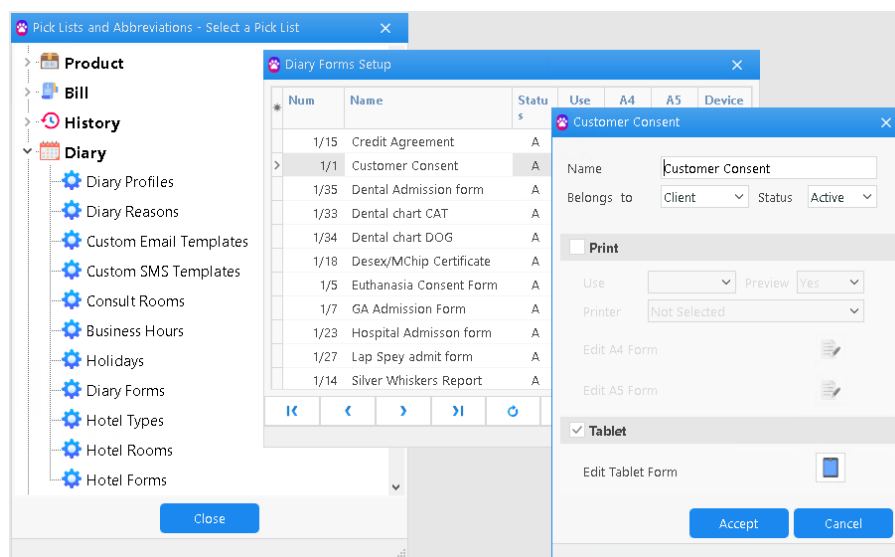 Pick Lists and Abbreviations - Select a Pick List
Product
Bill
History
Diary
Diary Profiles
Diary Reasons
Custom Email Templates
Custom SMS Templates
Consult Rooms
Business Hours
Holidays
Diary Forms
Hotel Types
Hotel Rooms
Hotel Forms
Close
Diary Forms Setup
Num Name Statu s Use A4 A5 Device
1/15 Credit Agreement A
1/1 Customer Consent A
1/35 Dental Admission form A
1/33 Dental chart CAT A
1/34 Dental chart DOG A
1/18 Desex/MChip Certificate A
1/5 Euthanasia Consent Form A
1/7 GA Admission Form A
1/23 Hospital Admisson form A
1/27 Lap Spey admit form A
1/14 Silver Whiskers Report A
Customer Consent
Name Customer Consent
Belongs to Client Status Active
Print
Use Preview Yes
Printer Not Selected
Edit A4 Form
Edit A5 Form
Tablet
Edit Tablet Form
Accept Cancel